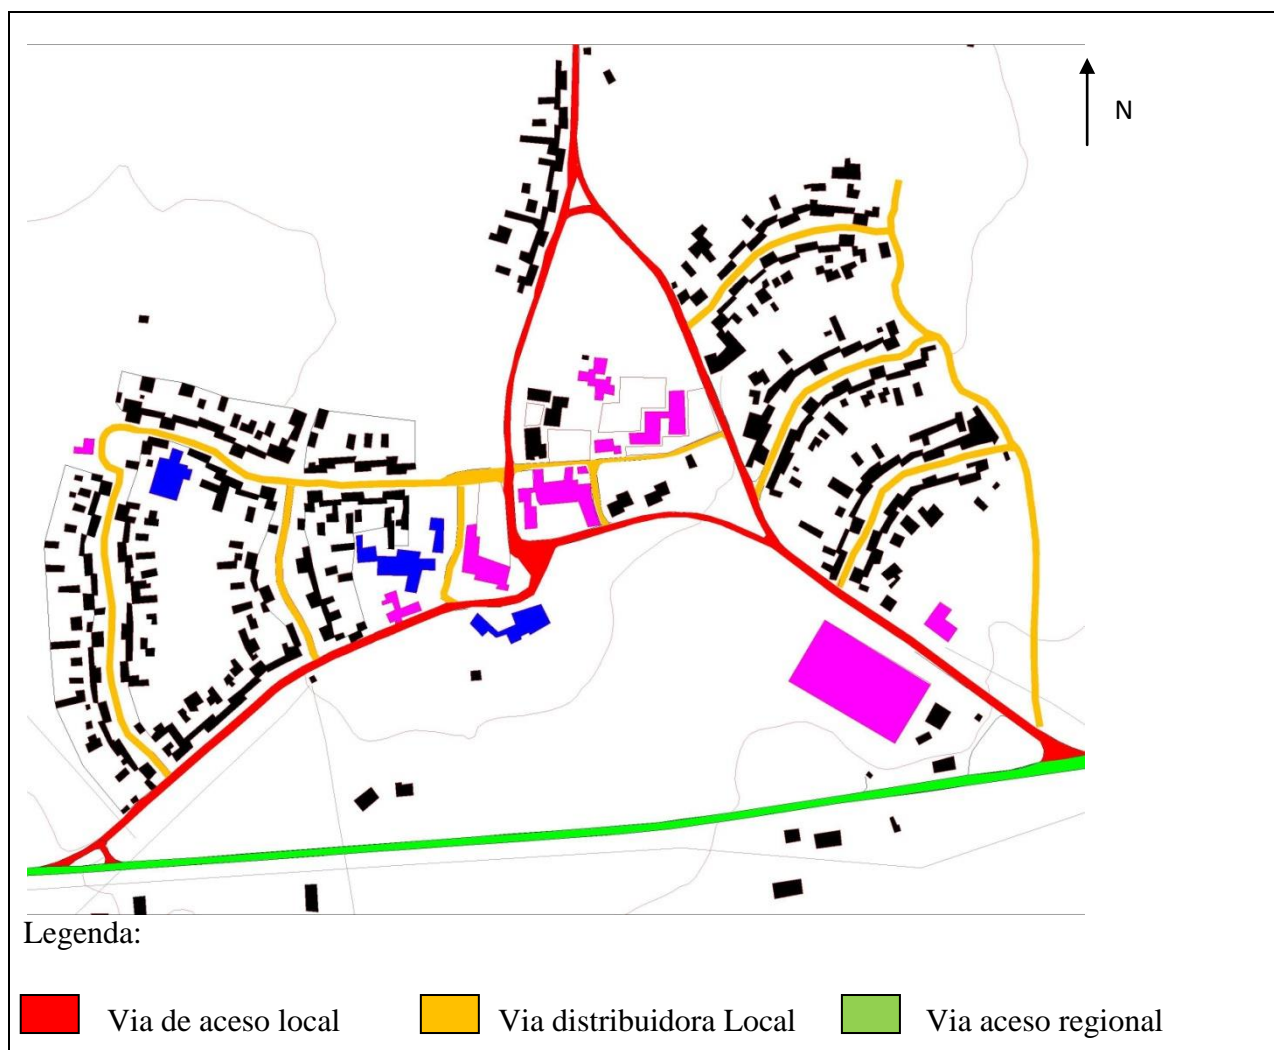 N
Legenda:
Via de aceso local
Via distribuidora Local
Via aceso regional